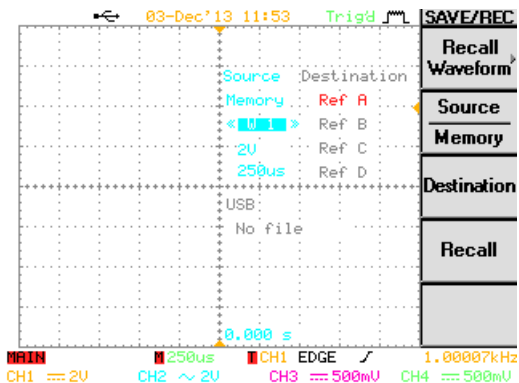 03-Dec'13 11:53 Trig'd SAVE/REC
Recall Waveform
Source Destination
Memory Ref A
Source
Memory
« W 1 » Ref B
2V Ref C
250us Ref D
Destination
USB
No file
Recall
0.000 s
MAIN M 250us T CH1 EDGE 1.00007kHz
CH1 2V CH2 ~ 2V CH3 500mV CH4 500mV